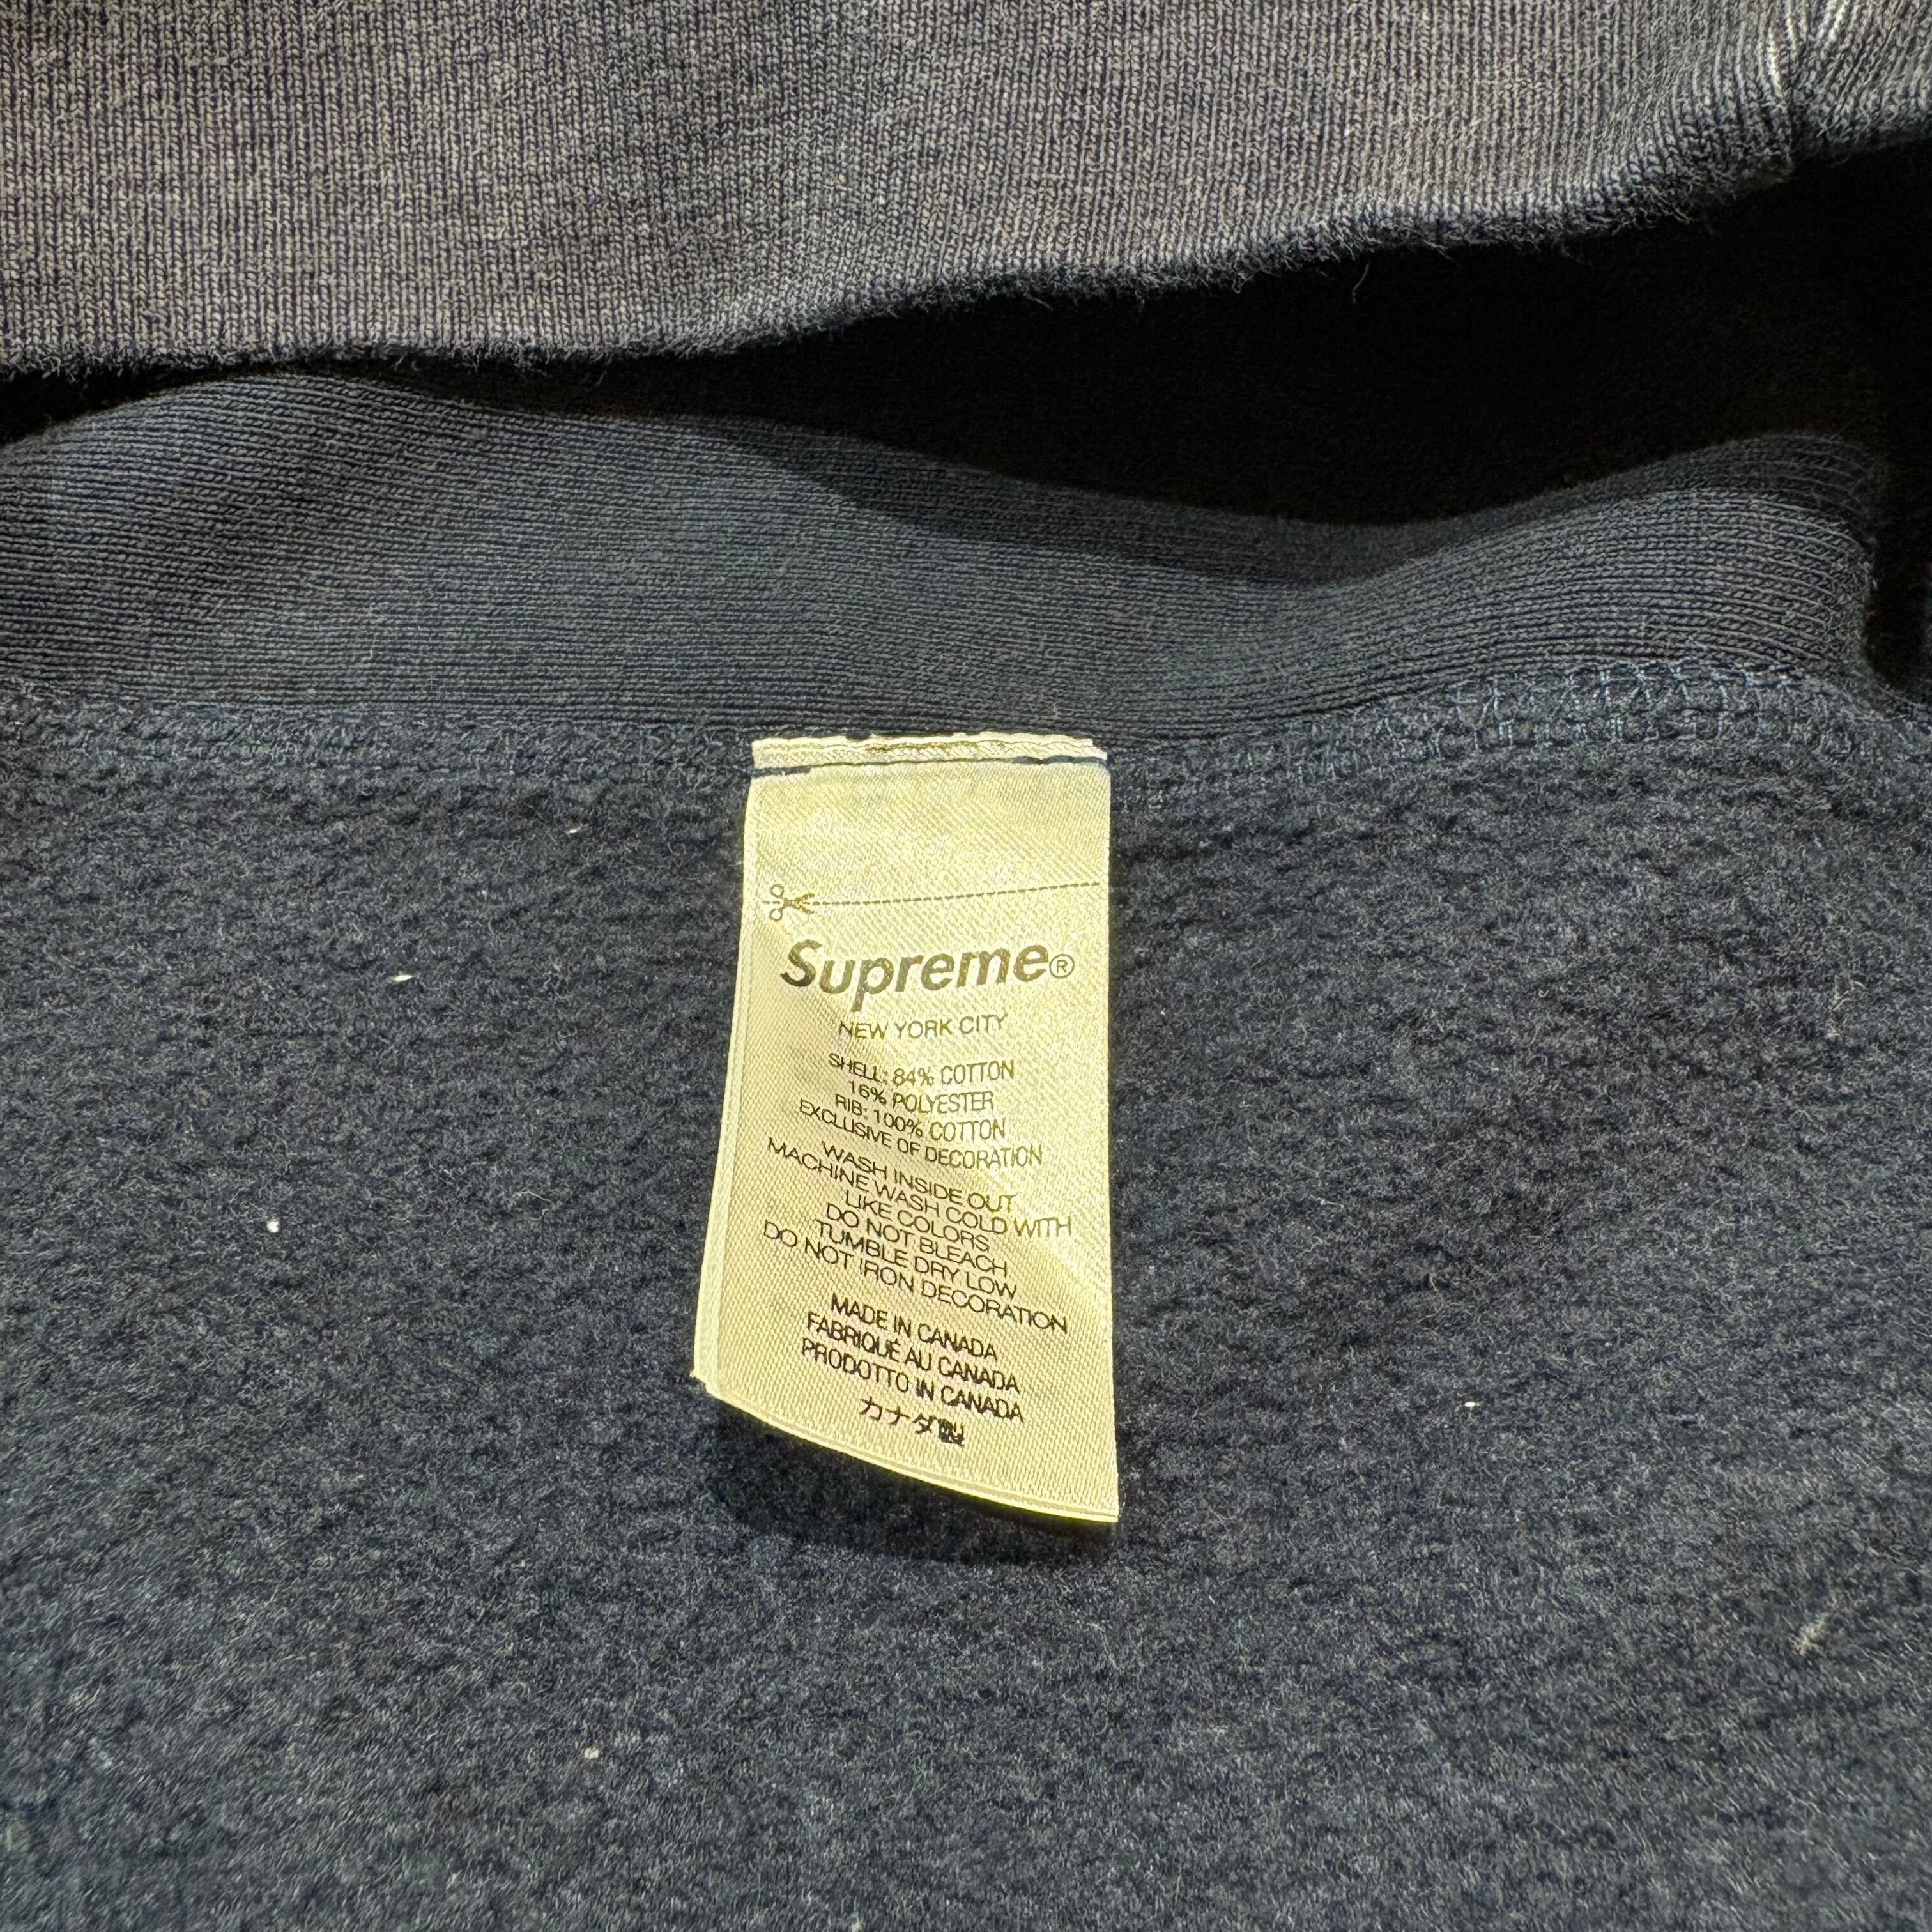 Supreme®
NEW YORK CITY
SHELL: 84% COTTON
16% POLYESTER
RIB: 100% COTTON
EXCLUSIVE OF DECORATION
WASH INSIDE OUT
MACHINE WASH COLD WITH
LIKE COLORS
DO NOT BLEACH
TUMBLE DRY LOW
DO NOT IRON DECORATION
MADE IN CANADA
FABRIQUÉ AU CANADA
PRODOTTO IN CANADA
カナダ製